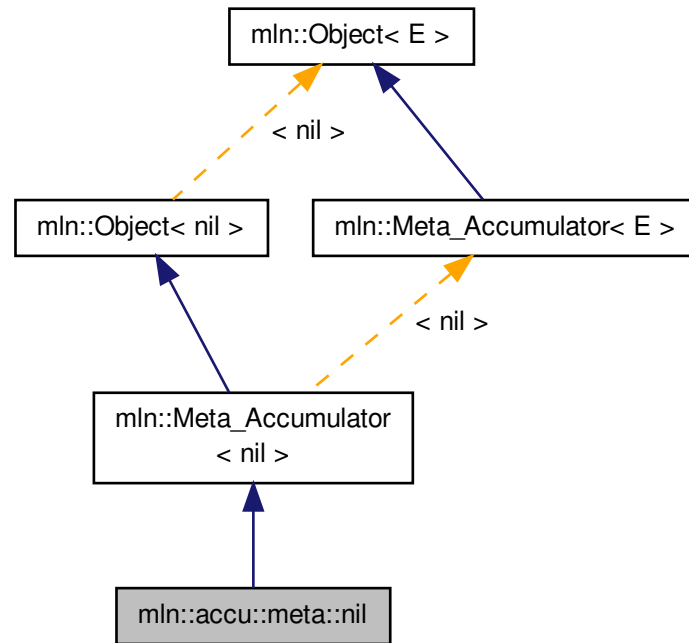 mln::Object< E >
< nil >
mln::Object< nil >
mln::Meta_Accumulator< E >
< nil >
mln::Meta_Accumulator
< nil >
mln::accu::meta::nil